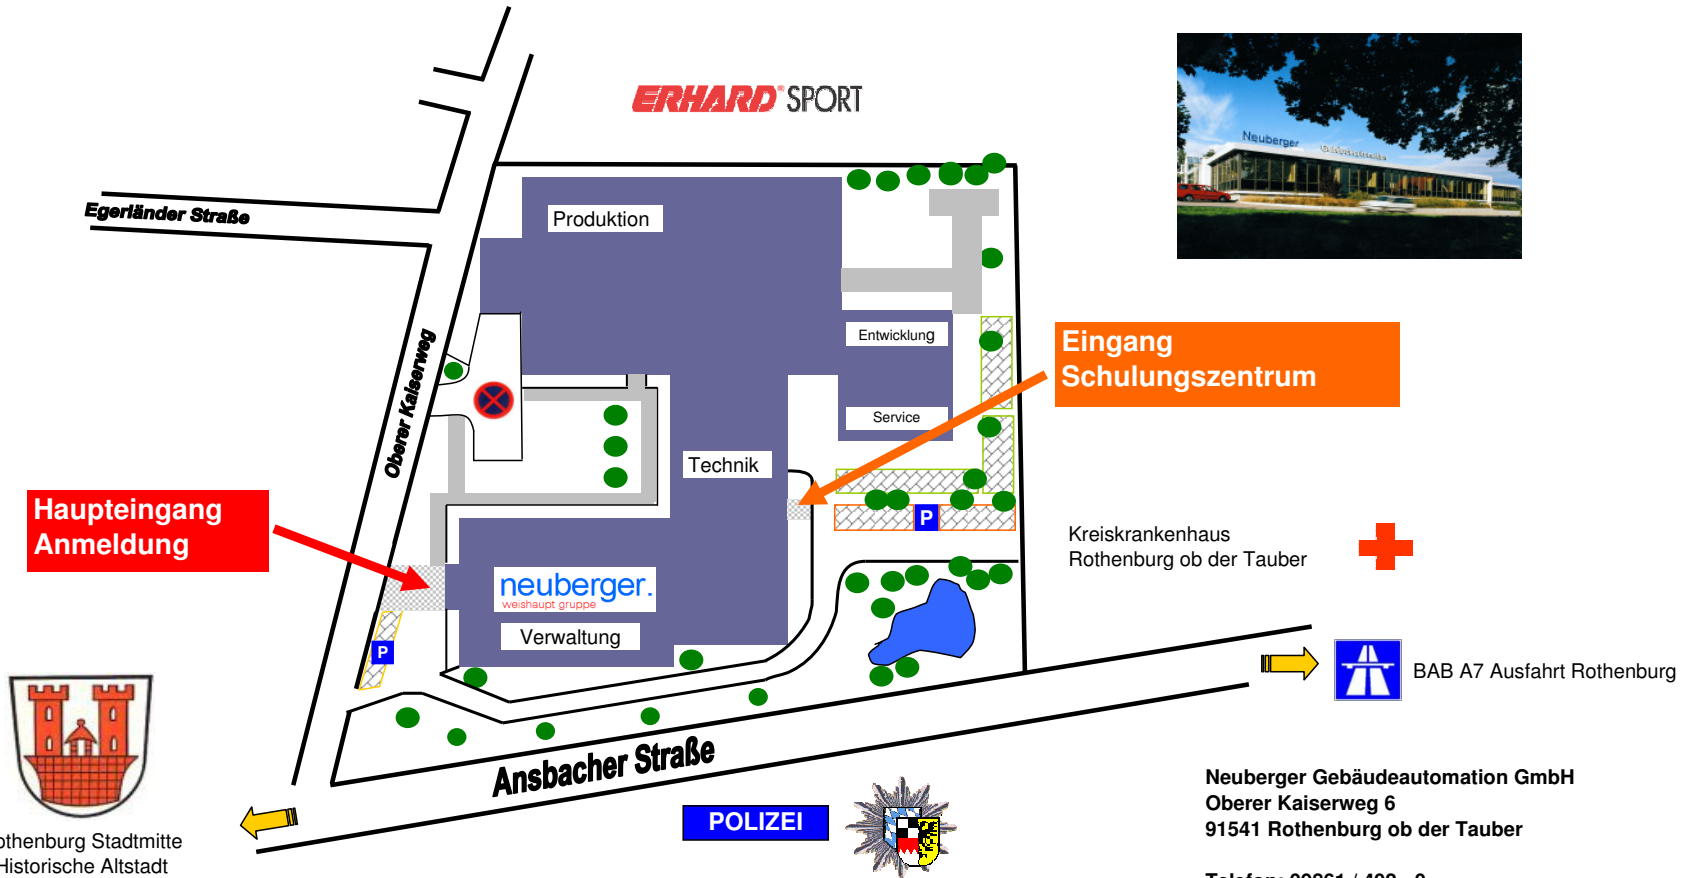 ERHARD® SPORT
Neuberger Gebäudeautomation
Egerländer Straße
Produktion
Oberer Kaiserweg
Entwicklung
Eingang
Schulungszentrum
Service
Technik
Haupteingang
Anmeldung
P
Kreiskrankenhaus
Rothenburg ob der Tauber
neuberger.
weishaupt gruppe
Verwaltung
P
BAB A7 Ausfahrt Rothenburg
Ansbacher Straße
POLIZEI
Neuberger Gebäudeautomation GmbH
Oberer Kaiserweg 6
91541 Rothenburg ob der Tauber
othenburg Stadtmitte
Historische Altstadt